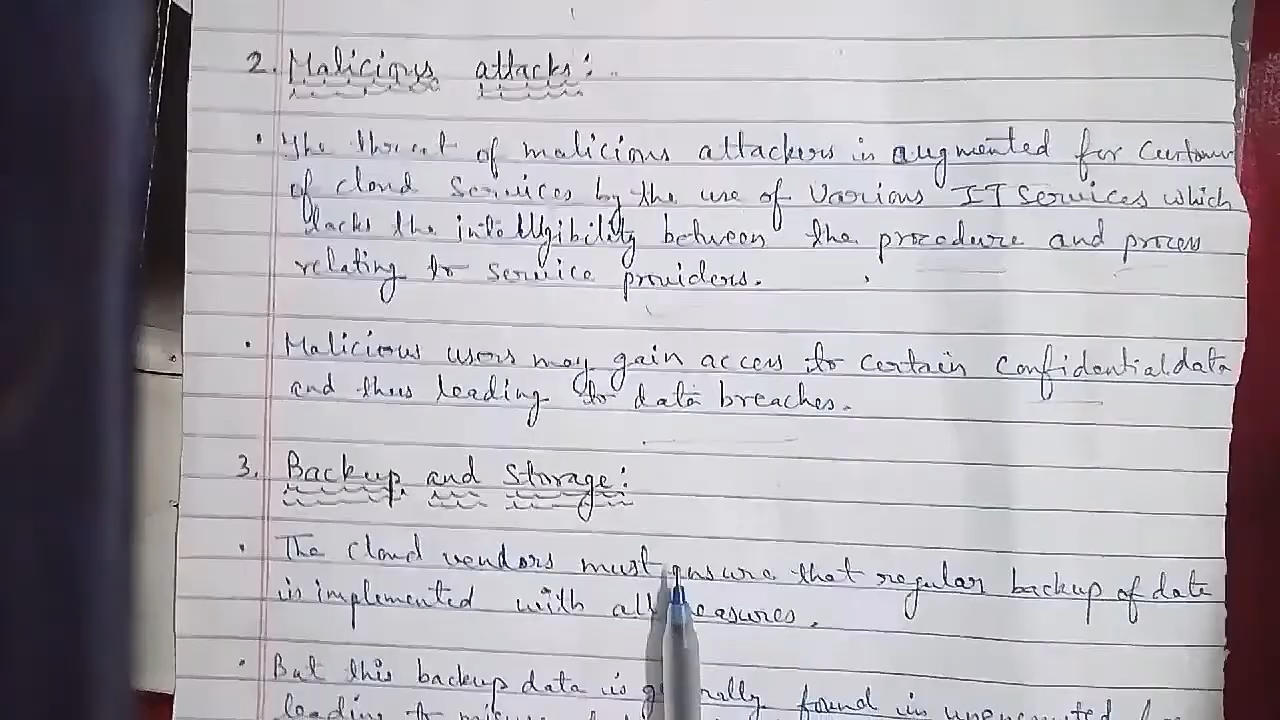 2. Malicious attacks:
• The threat of malicious attackers is augmented for customer
of cloud services by the use of various IT services which
lacks the intelligibility between the procedure and process
relating to service providers.
• Malicious users may gain access to certain confidential data
and thus leading to data breaches.
3. Backup and Storage:
• The cloud vendors must ensure that regular backup of data
is implemented with all measures.
• But this backup data is generally found in unencrypted
leading to